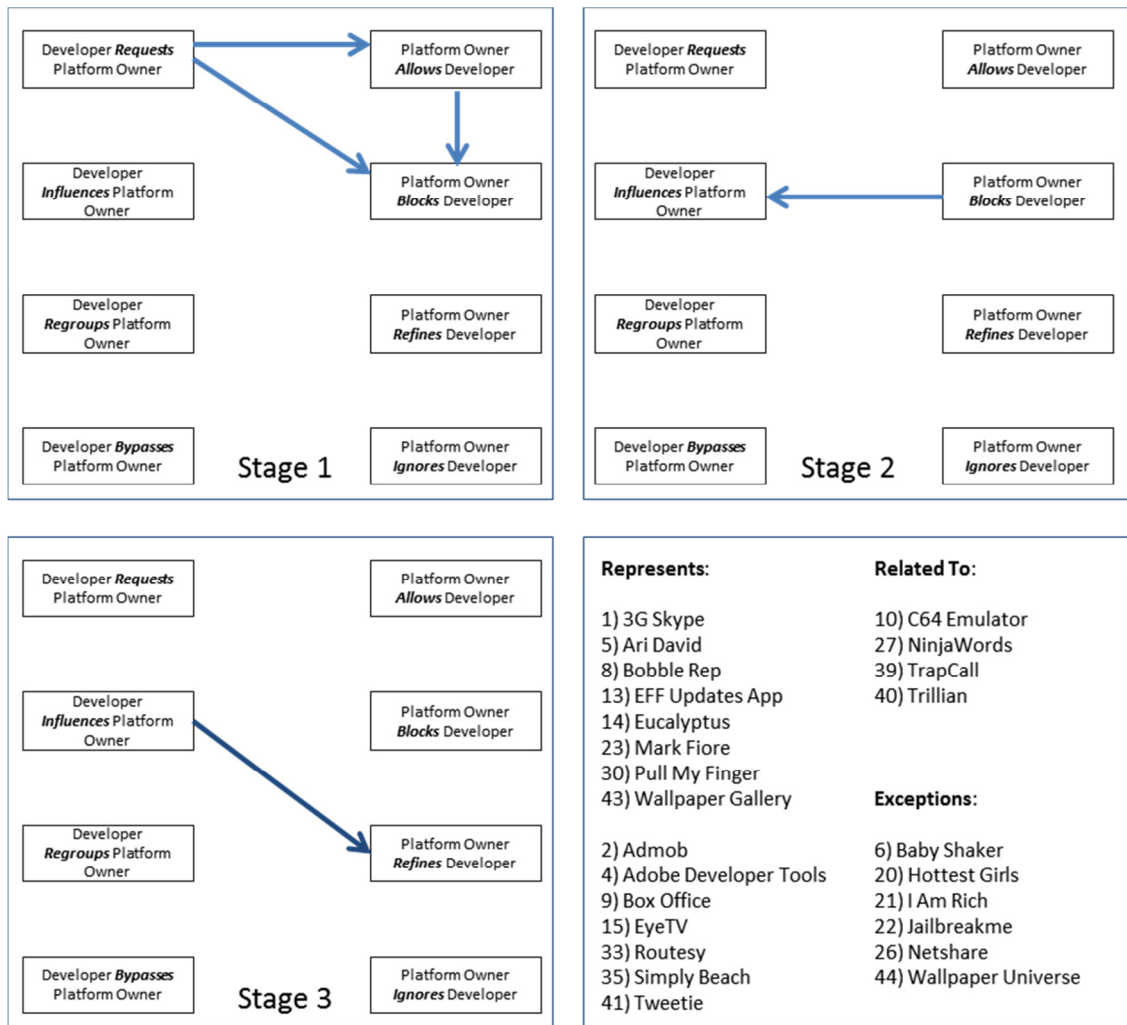 Developer Requests
Platform Owner
Platform Owner
Allows Developer
Developer
Influences Platform
Owner
Platform Owner
Blocks Developer
Developer
Regroups Platform
Owner
Platform Owner
Refines Developer
Developer Bypasses
Platform Owner
Stage 1
Platform Owner
Ignores Developer
Developer Requests
Platform Owner
Platform Owner
Allows Developer
Developer
Influences Platform
Owner
Platform Owner
Blocks Developer
Developer
Regroups Platform
Owner
Platform Owner
Refines Developer
Developer Bypasses
Platform Owner
Stage 2
Platform Owner
Ignores Developer
Developer Requests
Platform Owner
Platform Owner
Allows Developer
Developer
Influences Platform
Owner
Platform Owner
Blocks Developer
Developer
Regroups Platform
Owner
Platform Owner
Refines Developer
Developer Bypasses
Platform Owner
Stage 3
Platform Owner
Ignores Developer
Represents:
1) 3G Skype
5) Ari David
8) Bobble Rep
13) EFF Updates App
14) Eucalyptus
23) Mark Fiore
30) Pull My Finger
43) Wallpaper Gallery
2) Admob
4) Adobe Developer Tools
9) Box Office
15) EyeTV
33) Routesy
35) Simply Beach
41) Tweetie
Related To:
10) C64 Emulator
27) NinjaWords
39) TrapCall
40) Trillian
Exceptions:
6) Baby Shaker
20) Hottest Girls
21) I Am Rich
22) Jailbreakme
26) Netshare
44) Wallpaper Universe